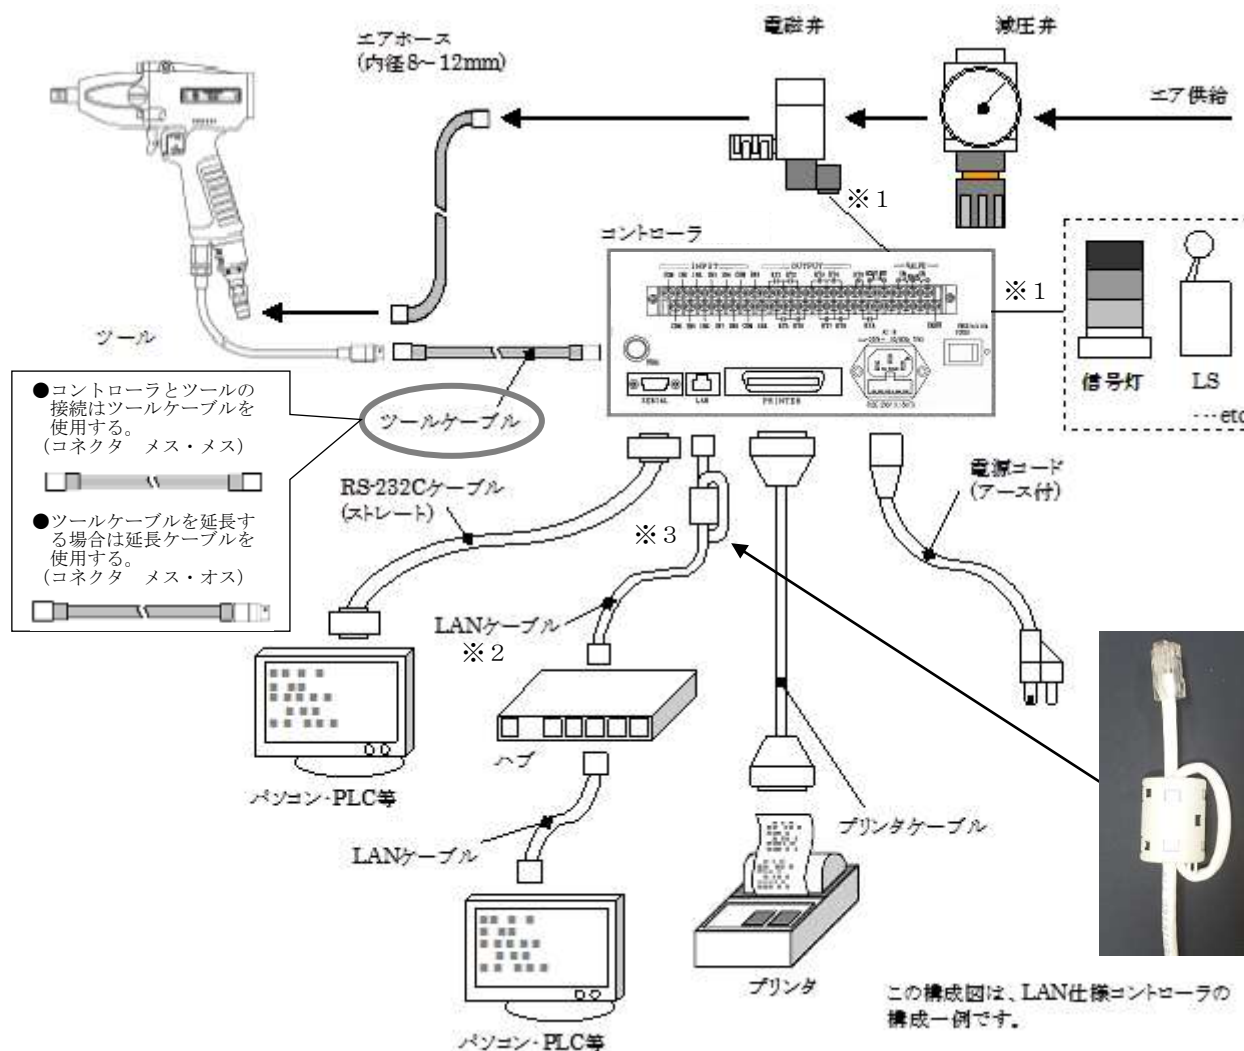 電磁弁
減圧弁
エアホース
(内径8~12mm)
エア供給
※1
コントローラ
INPUT
OUTPUT
※1
ツール
SERIAL
LAN
PRINTER
信号灯
LS
…etc
●コントローラとツールの
接続はツールケーブルを
使用する。
(コネクタ メス・メス)
●ツールケーブルを延長す
る場合は延長ケーブルを
使用する。
(コネクタ メス・オス)
ツールケーブル
RS-232Cケーブル
(ストレート)
※3
電源コード
(アース付)
LANケーブル
※2
ハブ
パソコン・PLC等
LANケーブル
プリンタケーブル
プリンタ
パソコン・PLC等
この構成図は、LAN仕様コントローラの
構成一例です。